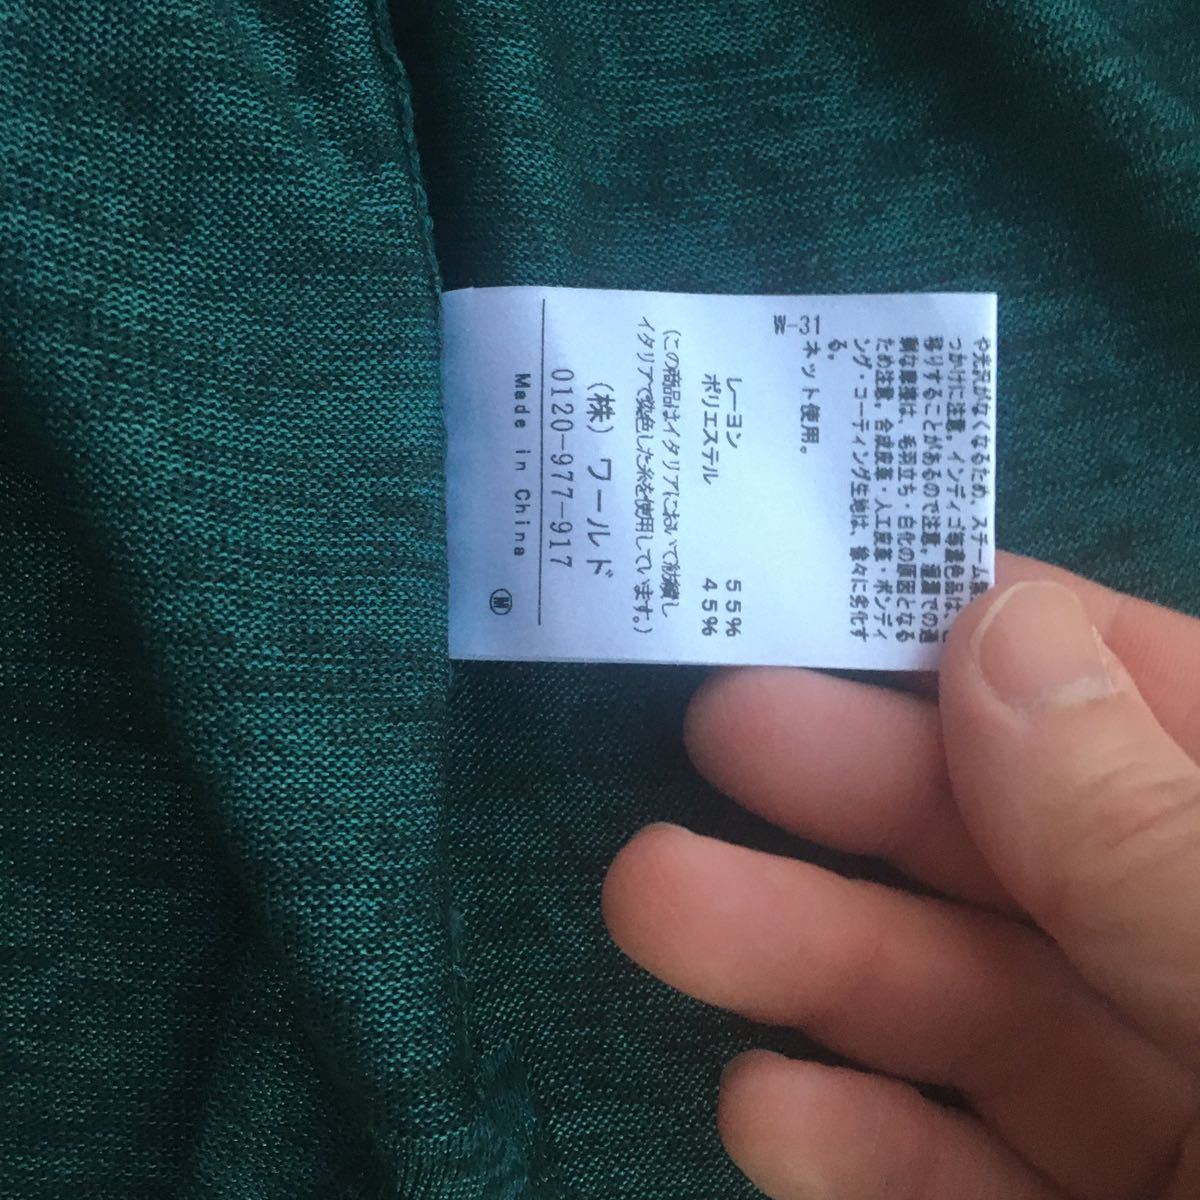 や光沢がなくなるため、スチーム
っかけに注意。インディゴ等濃色品は、
移りすることがあるので注意。湿潤での過
剰な摩擦は、毛羽立ち・白化の原因となる
ため注意。合成皮革・人工皮革・ボンディ
ング・コーティング生地は、徐々に劣化す
る。
-31
ネット使用。
レーヨン 55%
ポリエステル 45%
(この商品はイタリアにおいて紡績し
イタリアで染色した糸を使用しています。)
(株) ワールド
0120-977-917
Made in China
M